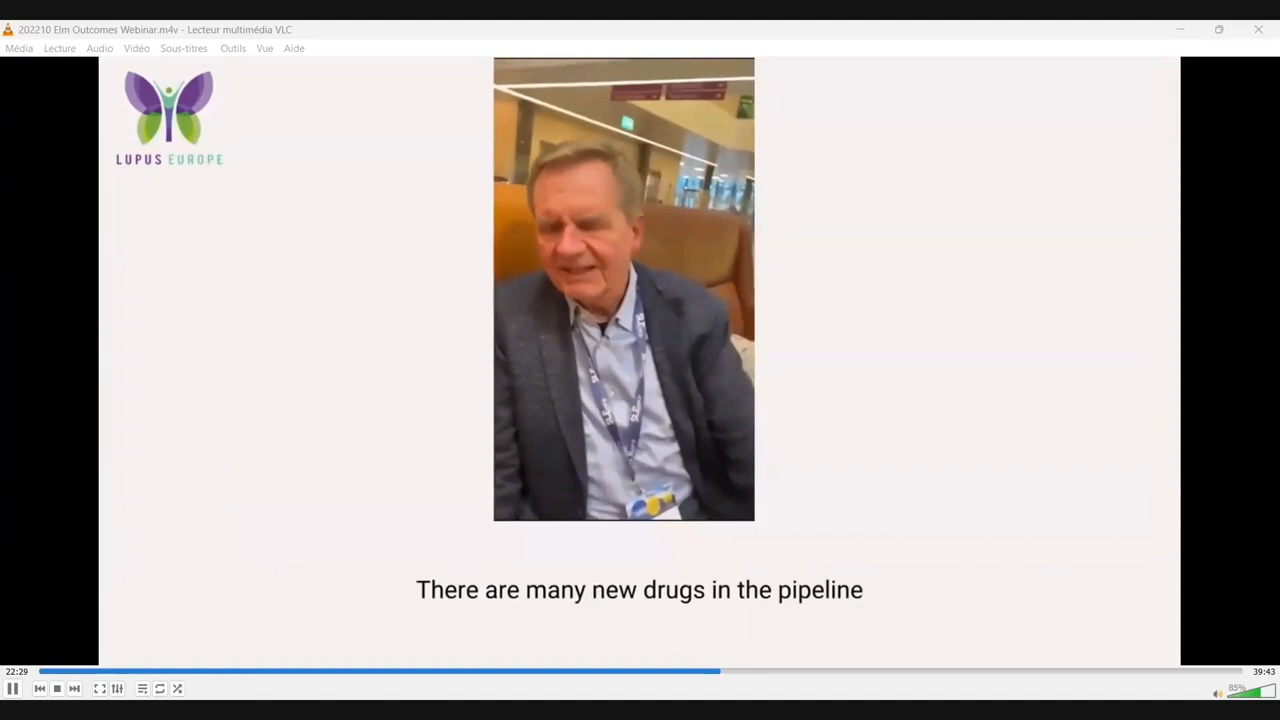 202210 Elm Outcomes Webinar.m4v - Lecteur multimédia VLC
Média Lecture Audio Vidéo Sous-titres Outils Vue Aide
LUPUS EUROPE
There are many new drugs in the pipeline
22:29
39:43
85%